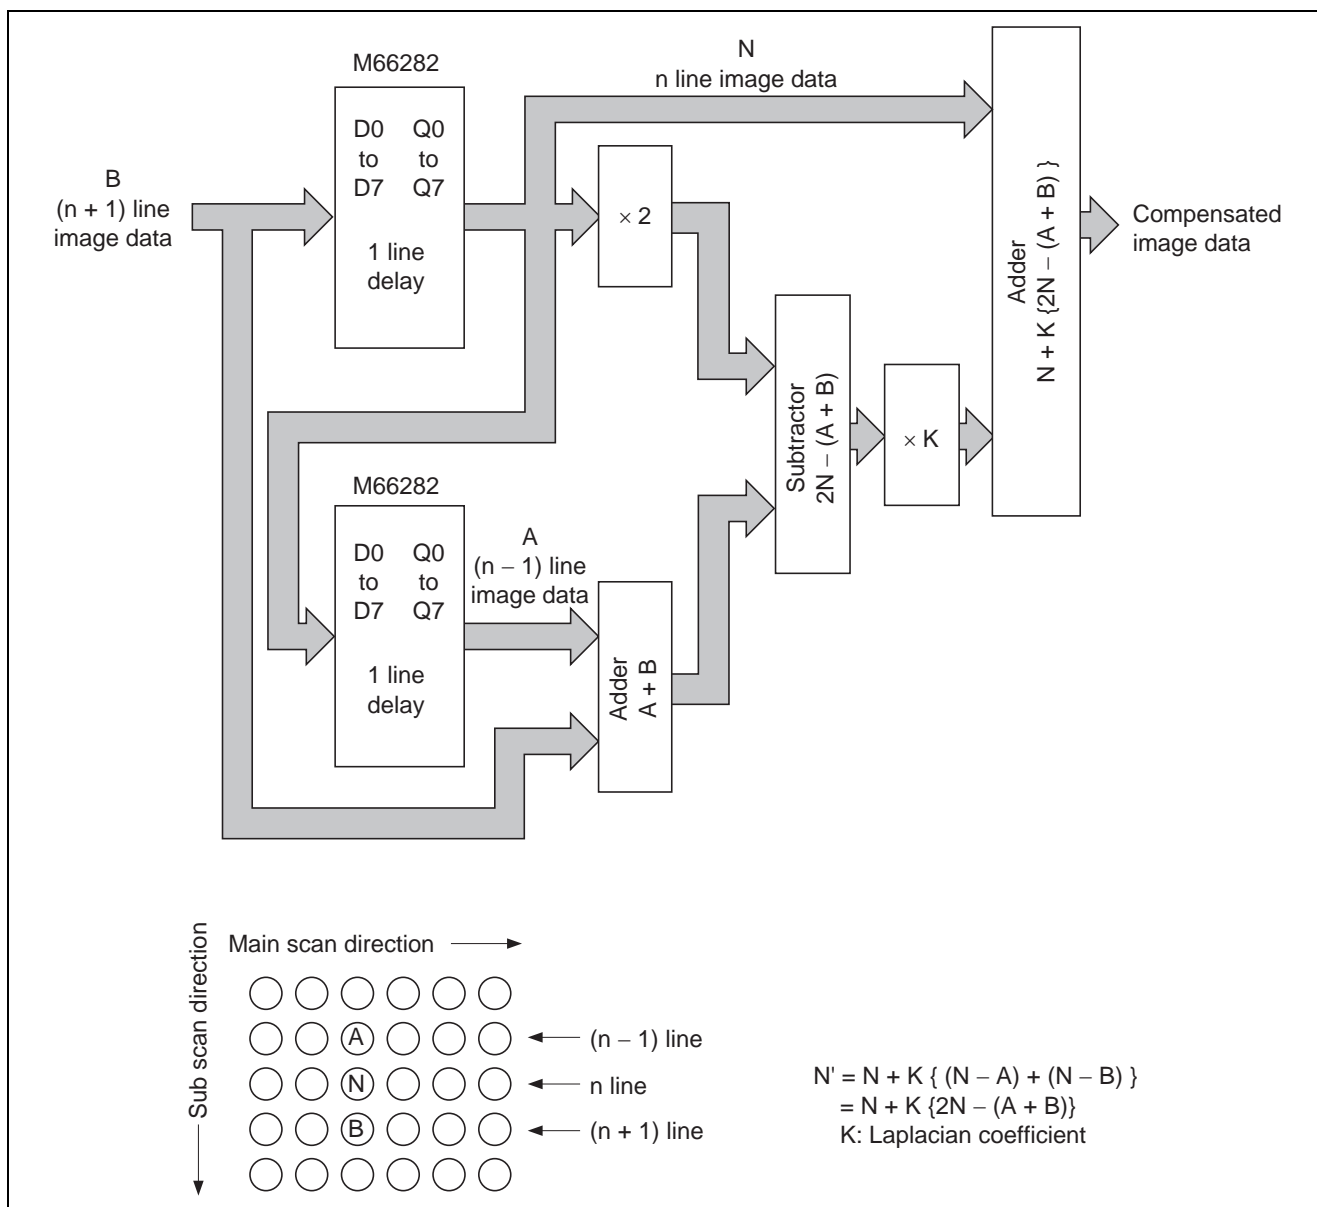 M66282
D0 Q0
to to
D7 Q7
1 line
delay
N
n line image data
B
(n + 1) line
image data
× 2
Adder
N + K {2N – (A + B) }
Compensated
image data
Subtractor
2N – (A + B)
× K
M66282
D0 Q0
to to
D7 Q7
1 line
delay
A
(n – 1) line
image data
Adder
A + B
Main scan direction
Sub scan direction
A
(n – 1) line
N
n line
B
(n + 1) line
N' = N + K { (N – A) + (N – B) }
= N + K {2N – (A + B)}
K: Laplacian coefficient